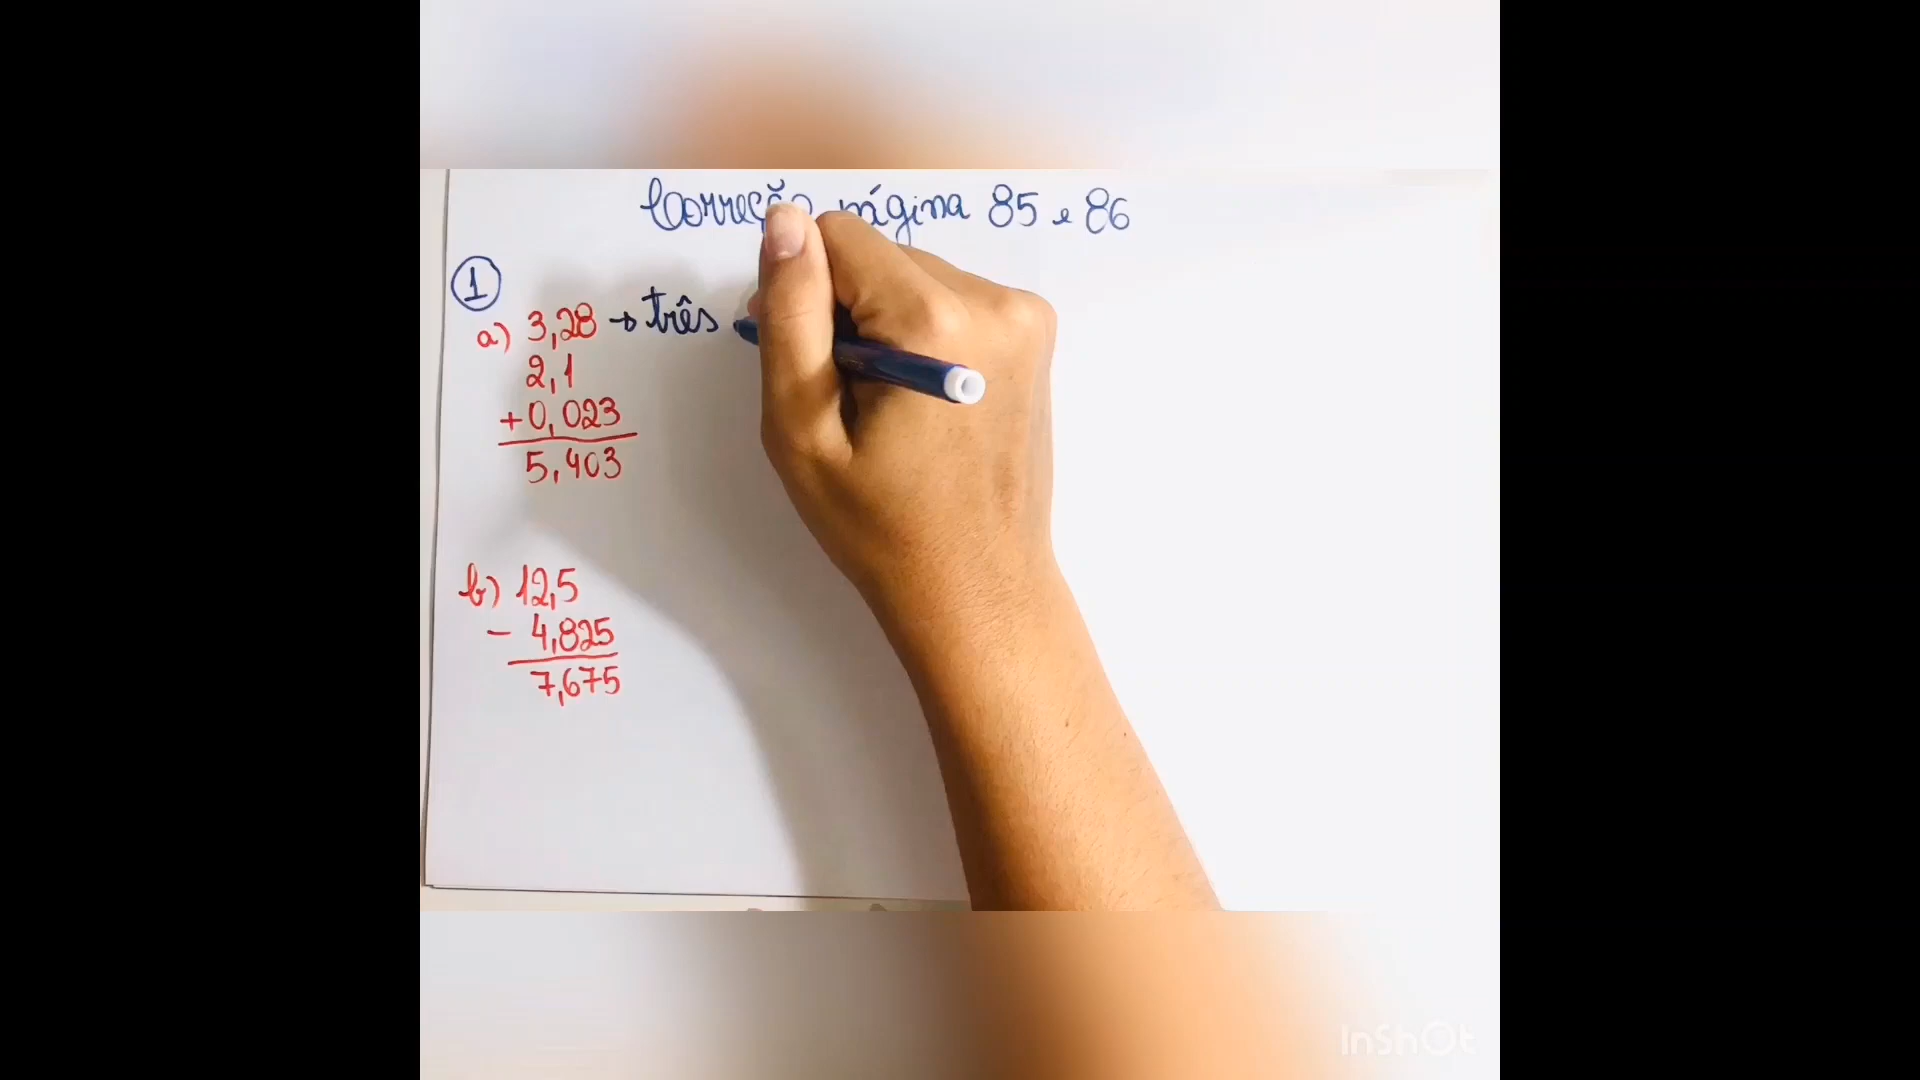 Correção página 85 e 86
1
a) 3,28 → três
2,1
+ 0,023
5,403
b) 12,5
- 4,825
7,675
InShOt